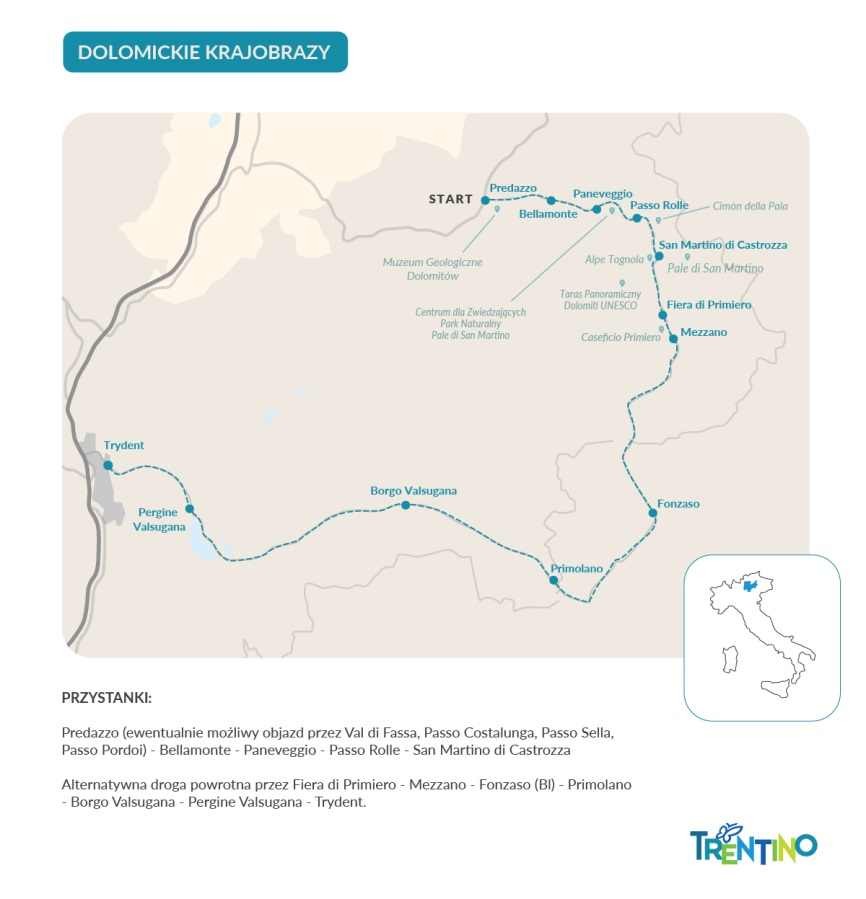 DOLOMICKIE KRAJOBRAZY
START
Predazzo
Bellamonte
Paneveggio
Passo Rolle
Cimòn della Pala
Muzeum Geologiczne
Dolomitów
San Martino di Castrozza
Alpe Tognola
Pale di San Martino
Centrum dla Zwiedzających
Park Naturalny
Pale di San Martino
Taras Panoramiczny
Dolomiti UNESCO
Fiera di Primiero
Caseficio Primiero
Mezzano
Trydent
Pergine
Valsugana
Borgo Valsugana
Fonzaso
Primolano
PRZYSTANKI:
Predazzo (ewentualnie możliwy objazd przez Val di Fassa, Passo Costalunga, Passo Sella,
Passo Pordoi) - Bellamonte - Paneveggio - Passo Rolle - San Martino di Castrozza
Alternatywna droga powrotna przez Fiera di Primiero - Mezzano - Fonzaso (Bl) - Primolano
- Borgo Valsugana - Pergine Valsugana - Trydent.
TRENTINO